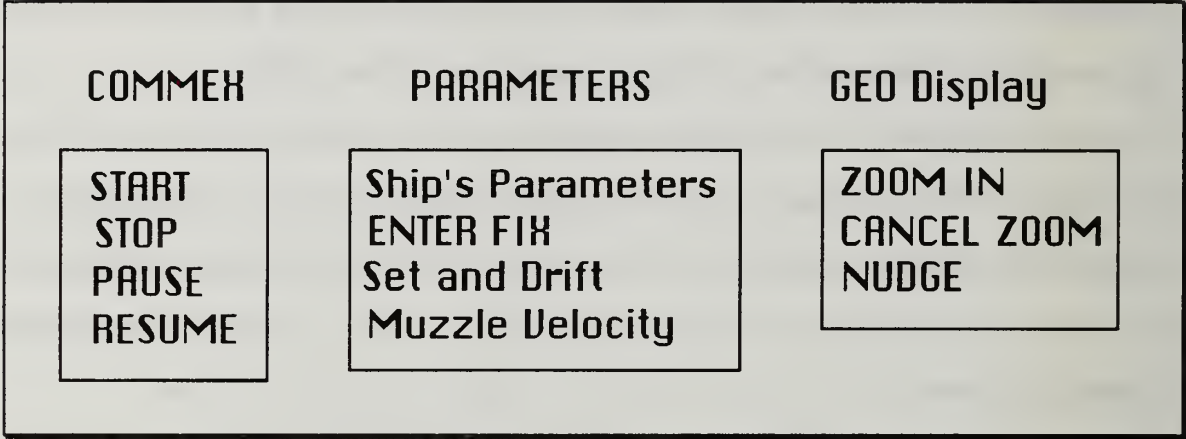 COMMEX
PARAMETERS
GEO Display
START
STOP
PAUSE
RESUME
Ship's Parameters
ENTER FIX
Set and Drift
Muzzle Velocity
ZOOM IN
CANCEL ZOOM
NUDGE